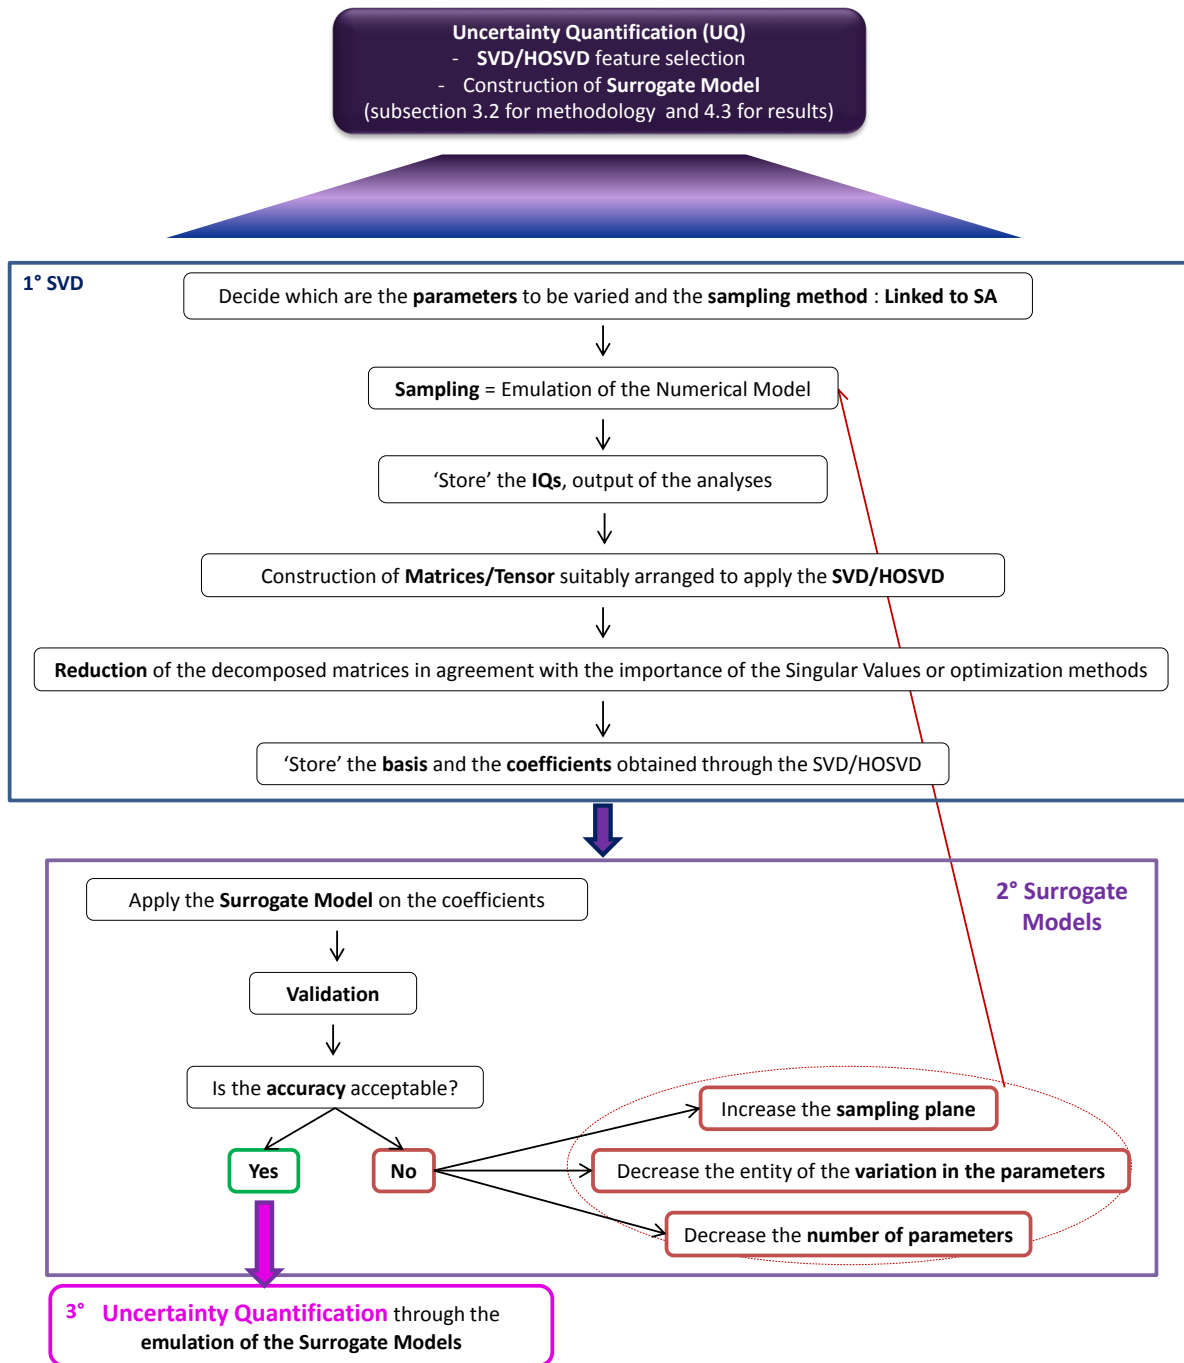 Uncertainty Quantification (UQ)
- SVD/HOSVD feature selection
- Construction of Surrogate Model
(subsection 3.2 for methodology and 4.3 for results)
1° SVD
Decide which are the parameters to be varied and the sampling method : Linked to SA
Sampling = Emulation of the Numerical Model
‘Store’ the IQs, output of the analyses
Construction of Matrices/Tensor suitably arranged to apply the SVD/HOSVD
Reduction of the decomposed matrices in agreement with the importance of the Singular Values or optimization methods
‘Store’ the basis and the coefficients obtained through the SVD/HOSVD
2° Surrogate
Models
Apply the Surrogate Model on the coefficients
Validation
Is the accuracy acceptable?
Yes
No
Increase the sampling plane
Decrease the entity of the variation in the parameters
Decrease the number of parameters
3° Uncertainty Quantification through the
emulation of the Surrogate Models